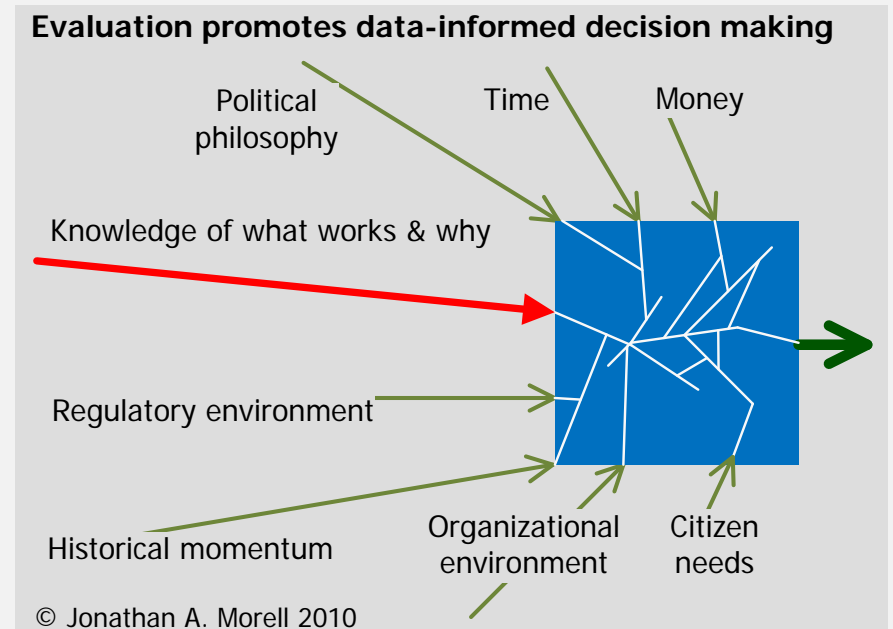 Evaluation promotes data-informed decision making
Political
philosophy
Time
Money
Knowledge of what works & why
Regulatory environment
Historical momentum
Organizational
environment
Citizen
needs
© Jonathan A. Morell 2010